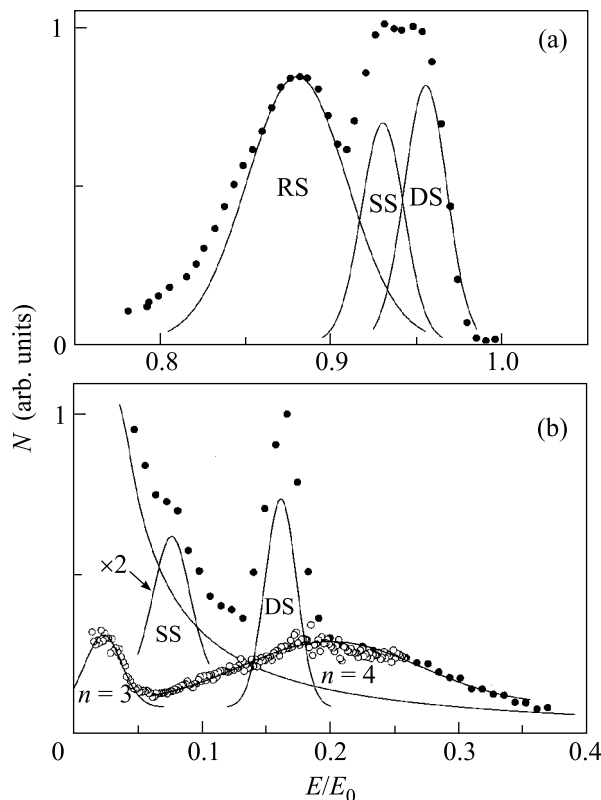 (a)
1
RS
SS
DS
0
0.8
0.9
1.0
N (arb. units)
(b)
1
×2
SS
DS
n = 3
n = 4
0
0.1
0.2
0.3
0.4
E/E₀